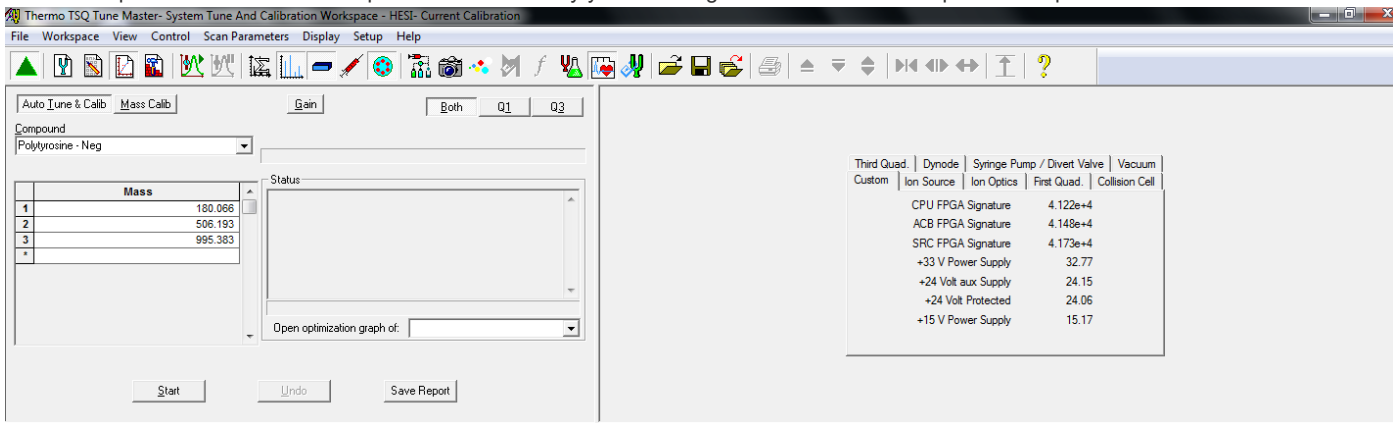 Thermo TSQ Tune Master- System Tune And Calibration Workspace - HESI- Current Calibration
File Workspace View Control Scan Parameters Display Setup Help
Auto Tune & Calib Mass Calib Gain Both Q1 Q3
Compound
Polytyrosine - Neg
Mass
1 180.066
2 506.193
3 995.383
*
Status
Open optimization graph of:
Start Undo Save Report
Third Quad. Dynode Syringe Pump / Divert Valve Vacuum
Custom Ion Source Ion Optics First Quad. Collision Cell
CPU FPGA Signature 4.122e+4
ACB FPGA Signature 4.148e+4
SRC FPGA Signature 4.173e+4
+33 V Power Supply 32.77
+24 Volt aux Supply 24.15
+24 Volt Protected 24.06
+15 V Power Supply 15.17